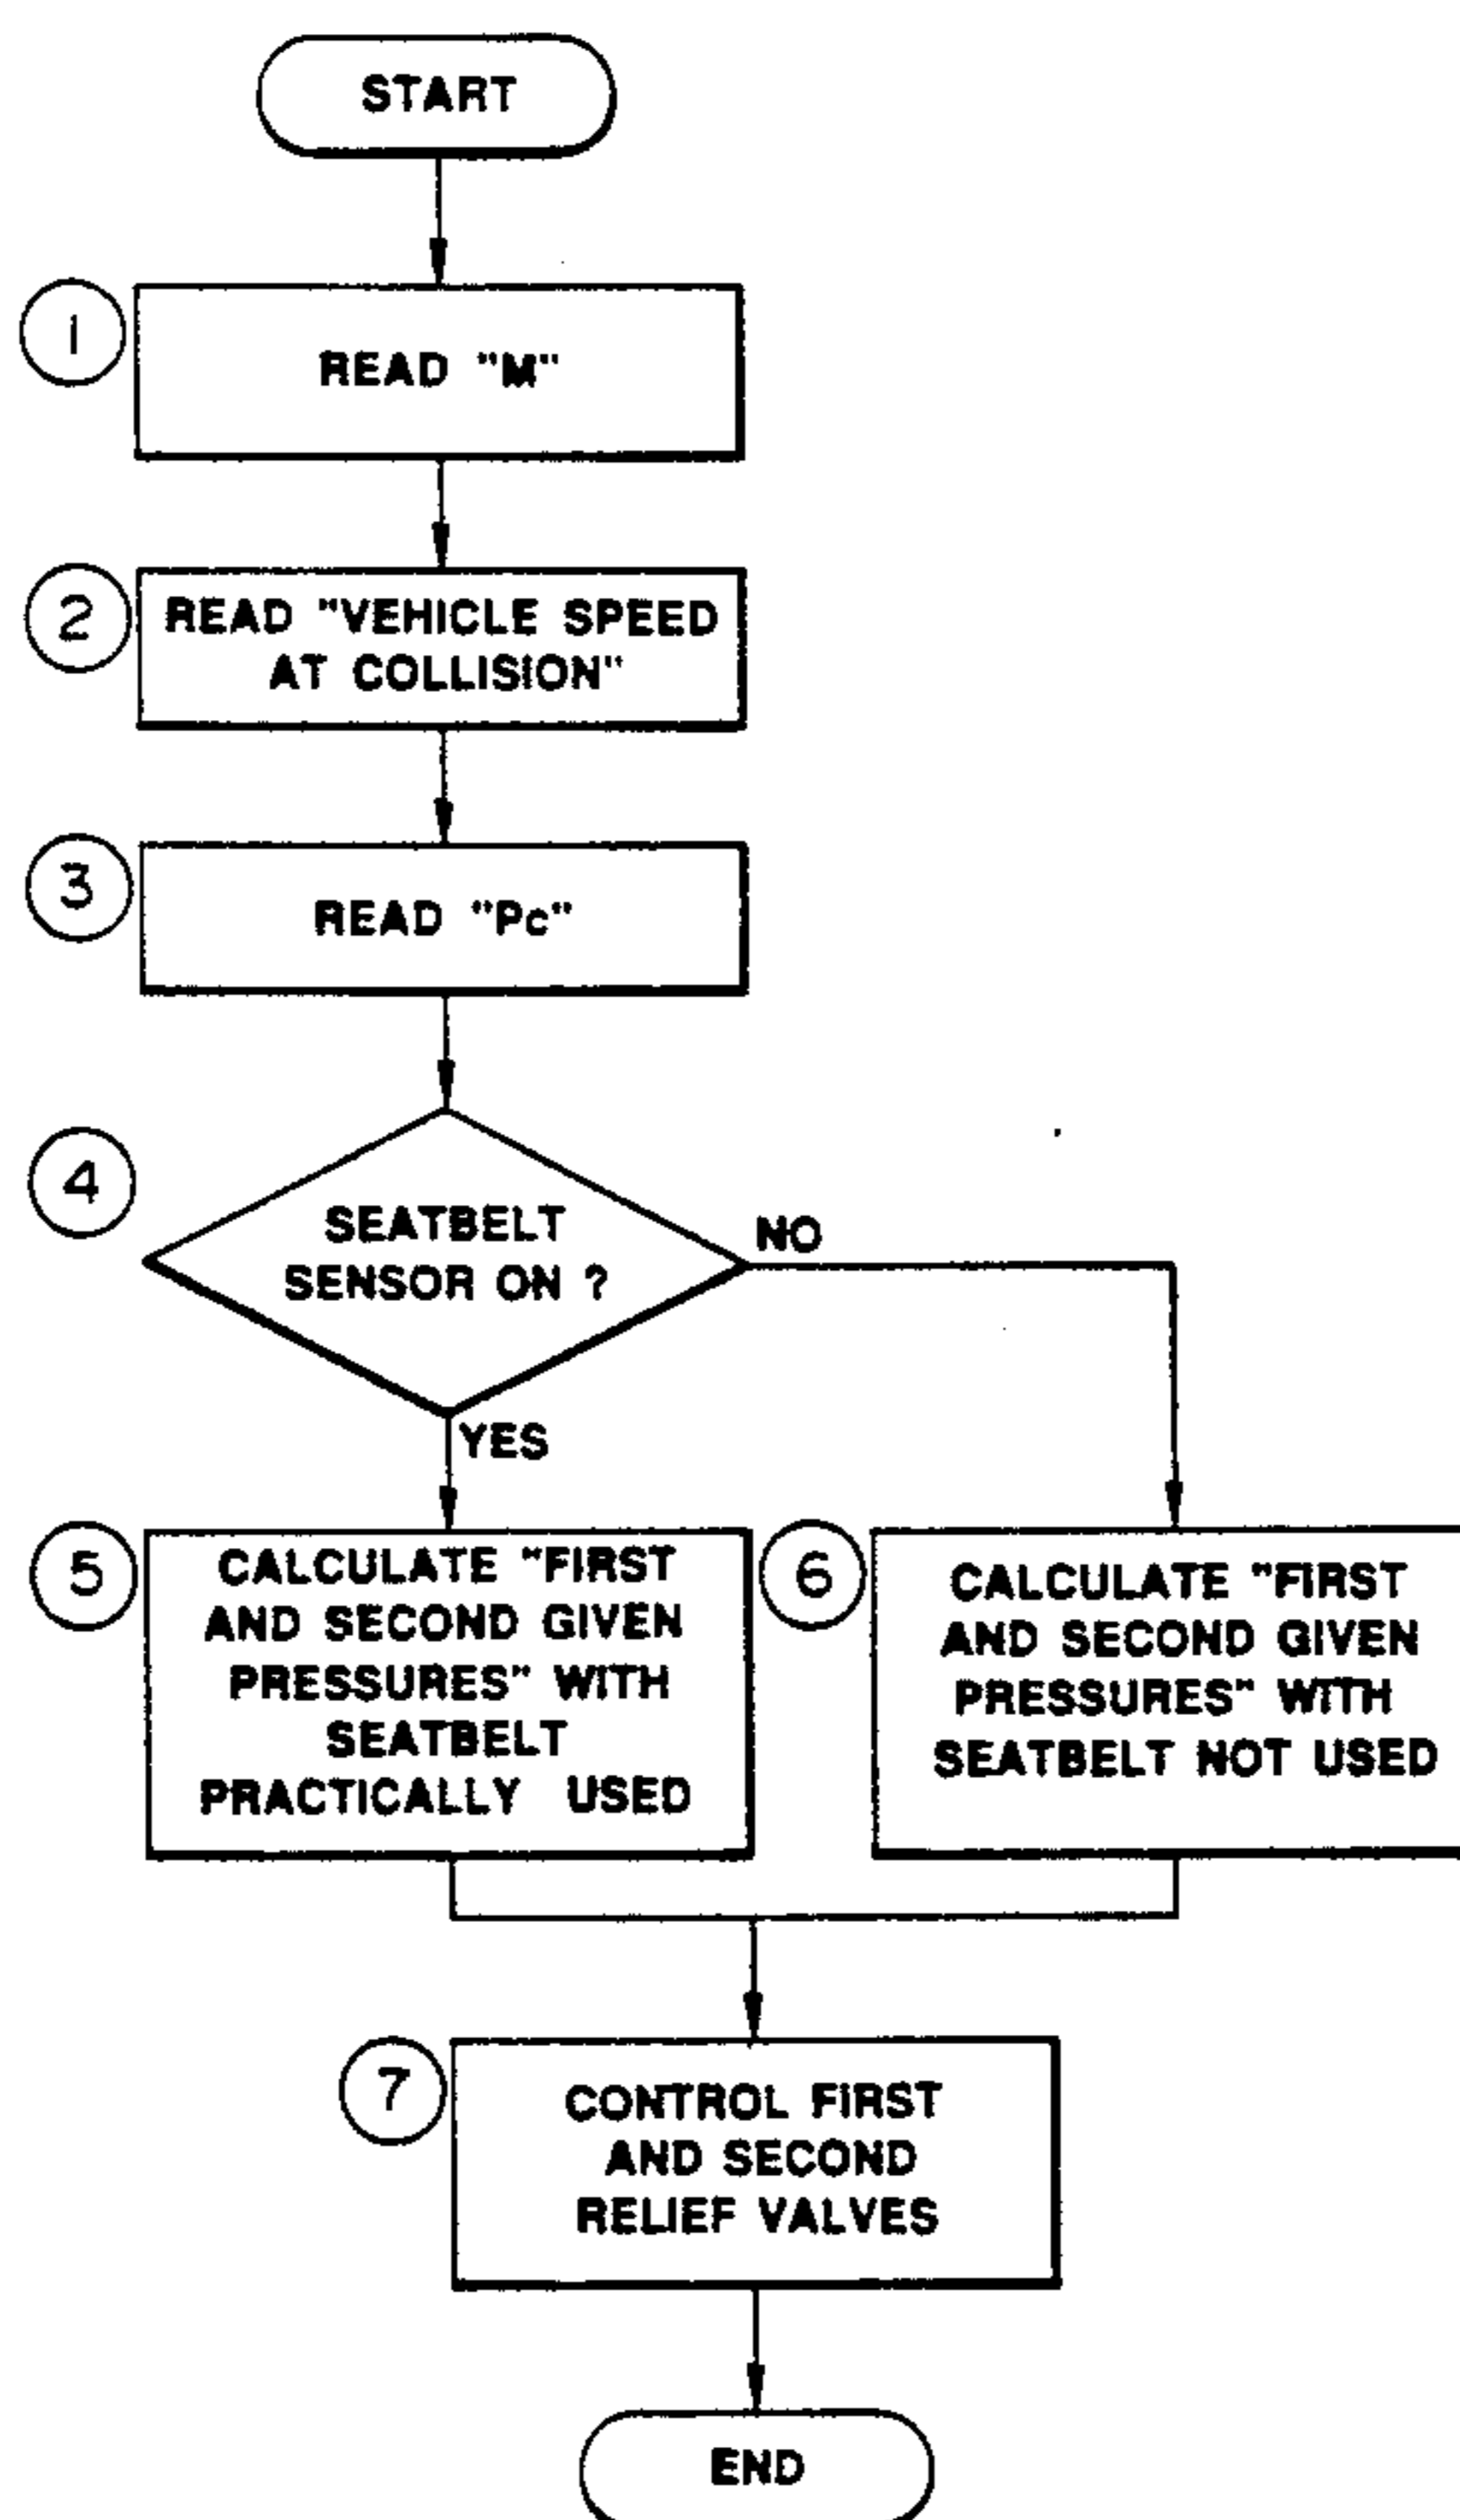 START
1
READ "M"
2
READ "VEHICLE SPEED
AT COLLISION"
3
READ "Pc"
4
SEATBELT
SENSOR ON ?
NO
YES
5
CALCULATE "FIRST
AND SECOND GIVEN
PRESSURES" WITH
SEATBELT
PRACTICALLY USED
6
CALCULATE "FIRST
AND SECOND GIVEN
PRESSURES" WITH
SEATBELT NOT USED
7
CONTROL FIRST
AND SECOND
RELIEF VALVES
END